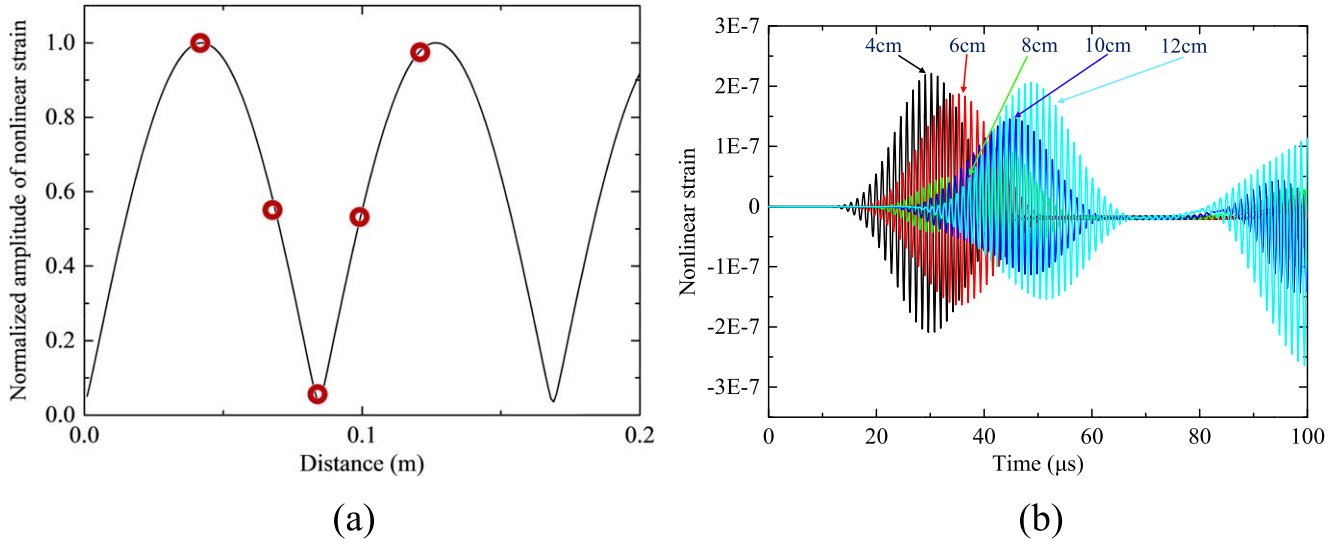 Normalized amplitude of nonlinear strain
1.0
0.8
0.6
0.4
0.2
0.0
0.0
0.1
0.2
Distance (m)
(a)
Nonlinear strain
3E-7
2E-7
1E-7
0
-1E-7
-2E-7
-3E-7
4cm
6cm
8cm
10cm
12cm
0
20
40
60
80
100
Time (μs)
(b)